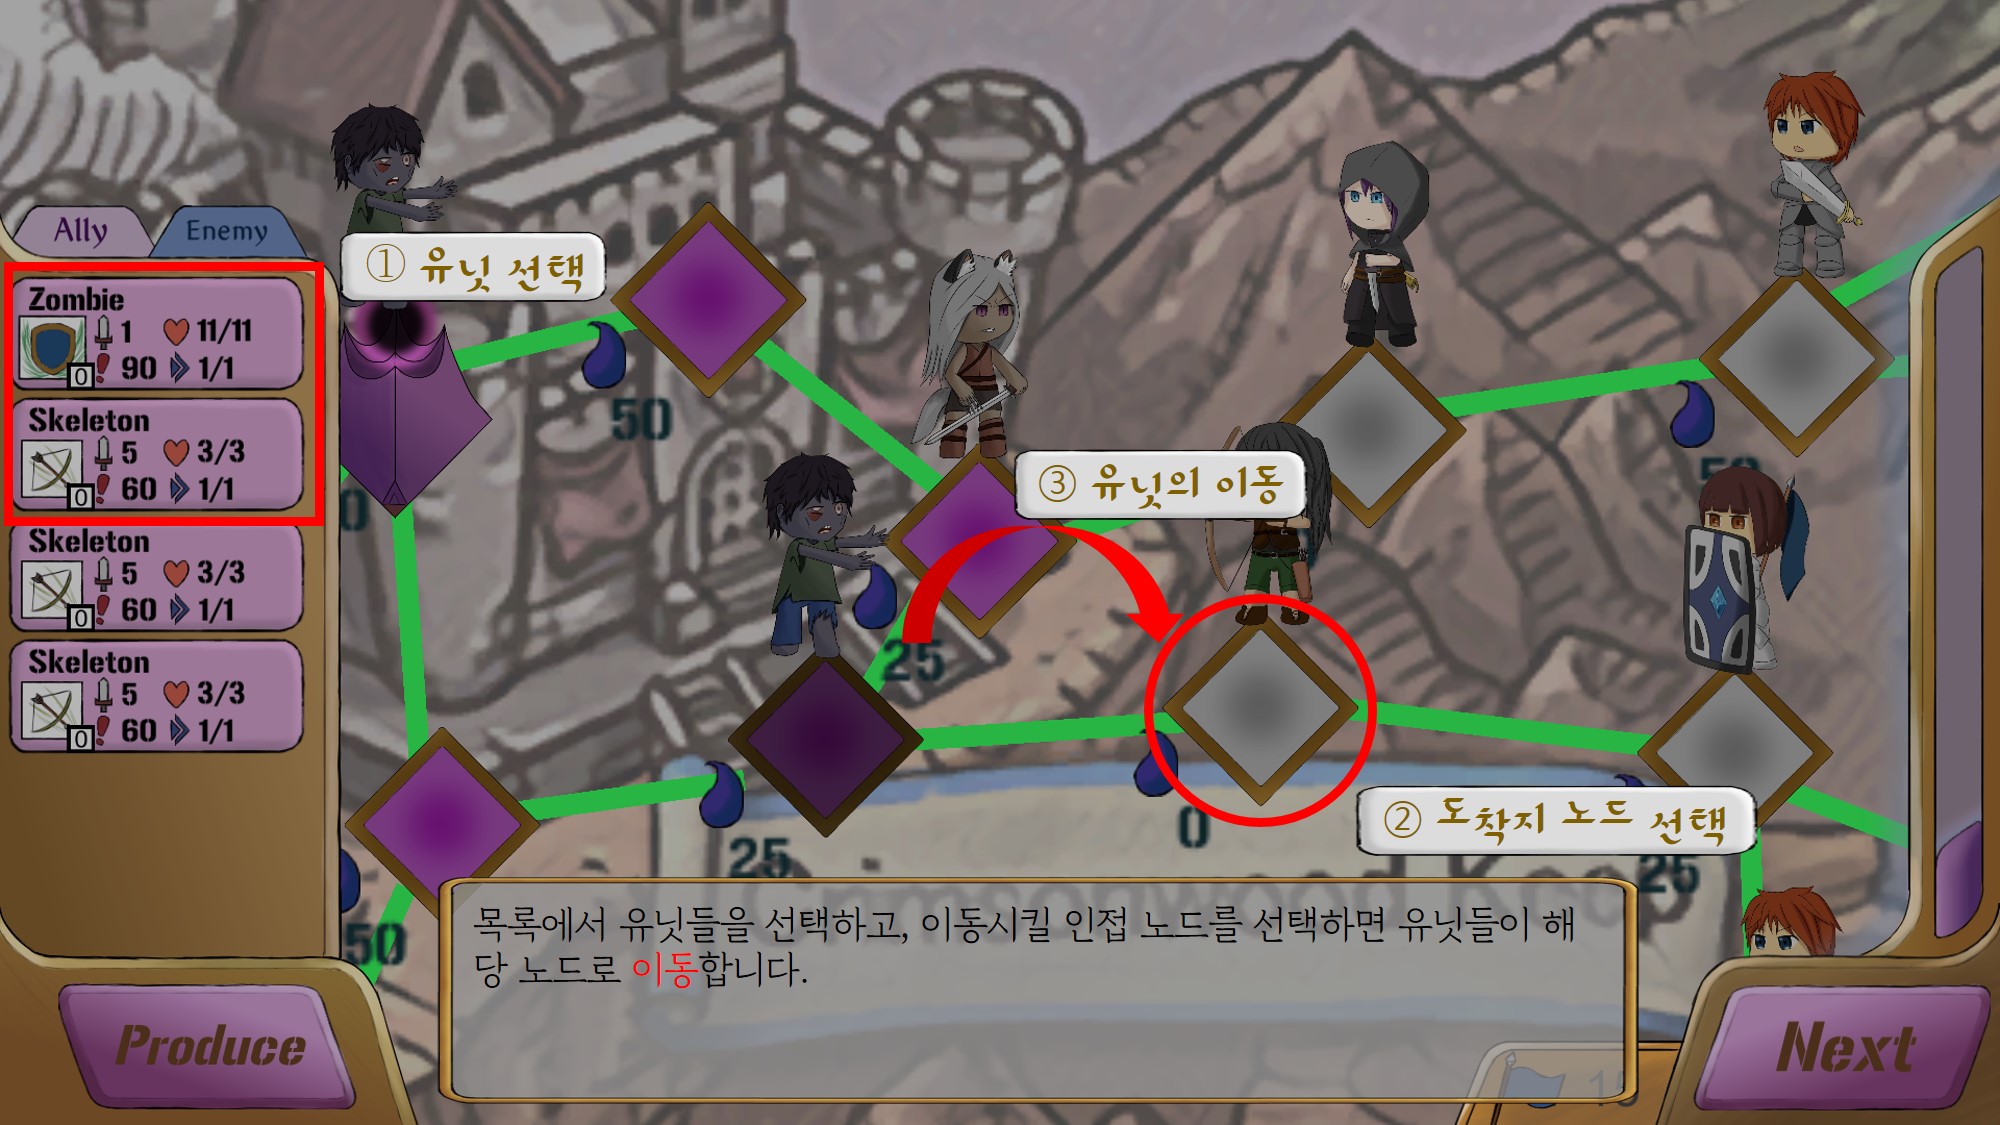 Ally
Enemy
Zombie
1 11/11
0 90 1/1
Skeleton
5 3/3
0 60 1/1
Skeleton
5 3/3
0 60 1/1
Skeleton
5 3/3
0 60 1/1
① 유닛 선택
50
③ 유닛의 이동
25
② 도착지 노드 선택
0
25
25
50
목록에서 유닛들을 선택하고, 이동시킬 인접 노드를 선택하면 유닛들이 해
당 노드로 이동합니다.
Produce
Next